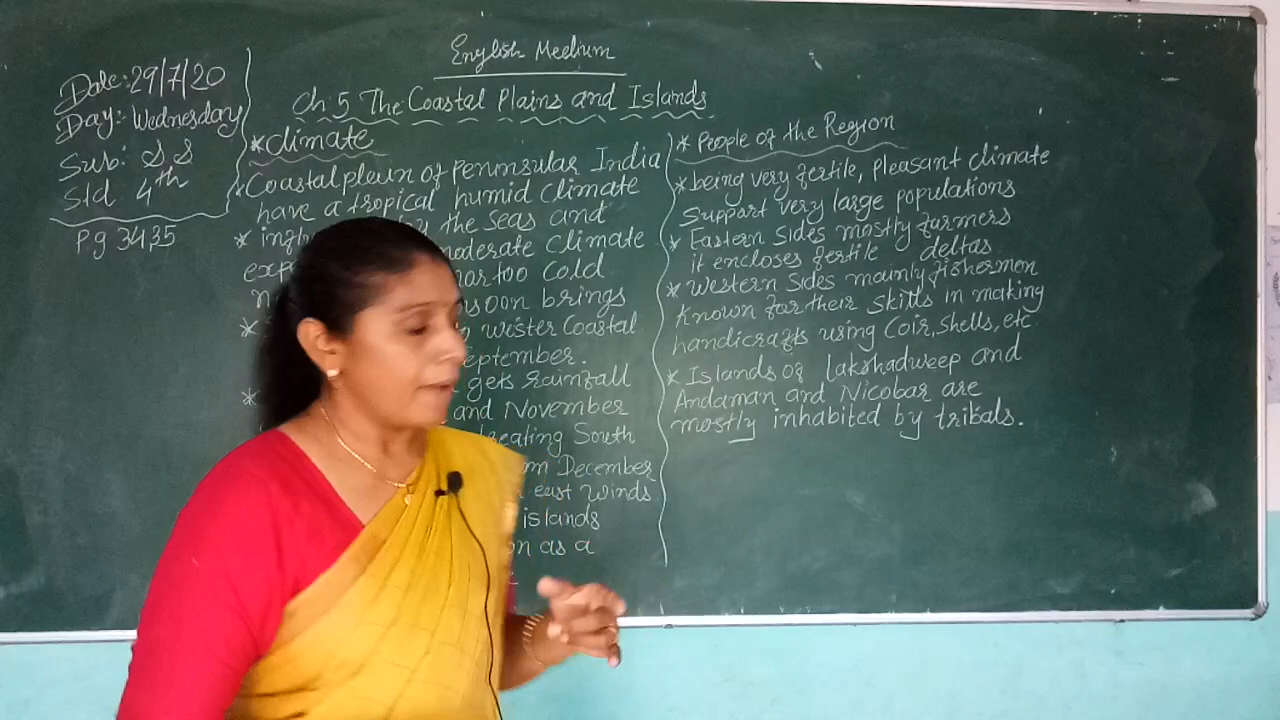 English Medium
Date: 29/7/20
Day: Wednesday
Sub: S S
Std. 4th
Pg 34,35
Ch 5 The Coastal Plains and Islands
* climate
* Coastal pleun of peninsular India
have a tropical humid climate
the seas and
* moderate climate
nor too cold
brings
* wester Coastal
eptember.
* gets rainfall
and November
South
December
east winds
islands
as a
* People of the Region
* being very fertile, pleasant climate
support very large populations
* Eastern sides mostly farmers
it encloses fertile deltas
* western sides mainly fishermen
known for their skills in making
handicrafts using coir, shells, etc
* Islands of lakshadweep and
Andaman and Nicobar are
mostly inhabited by tribals.